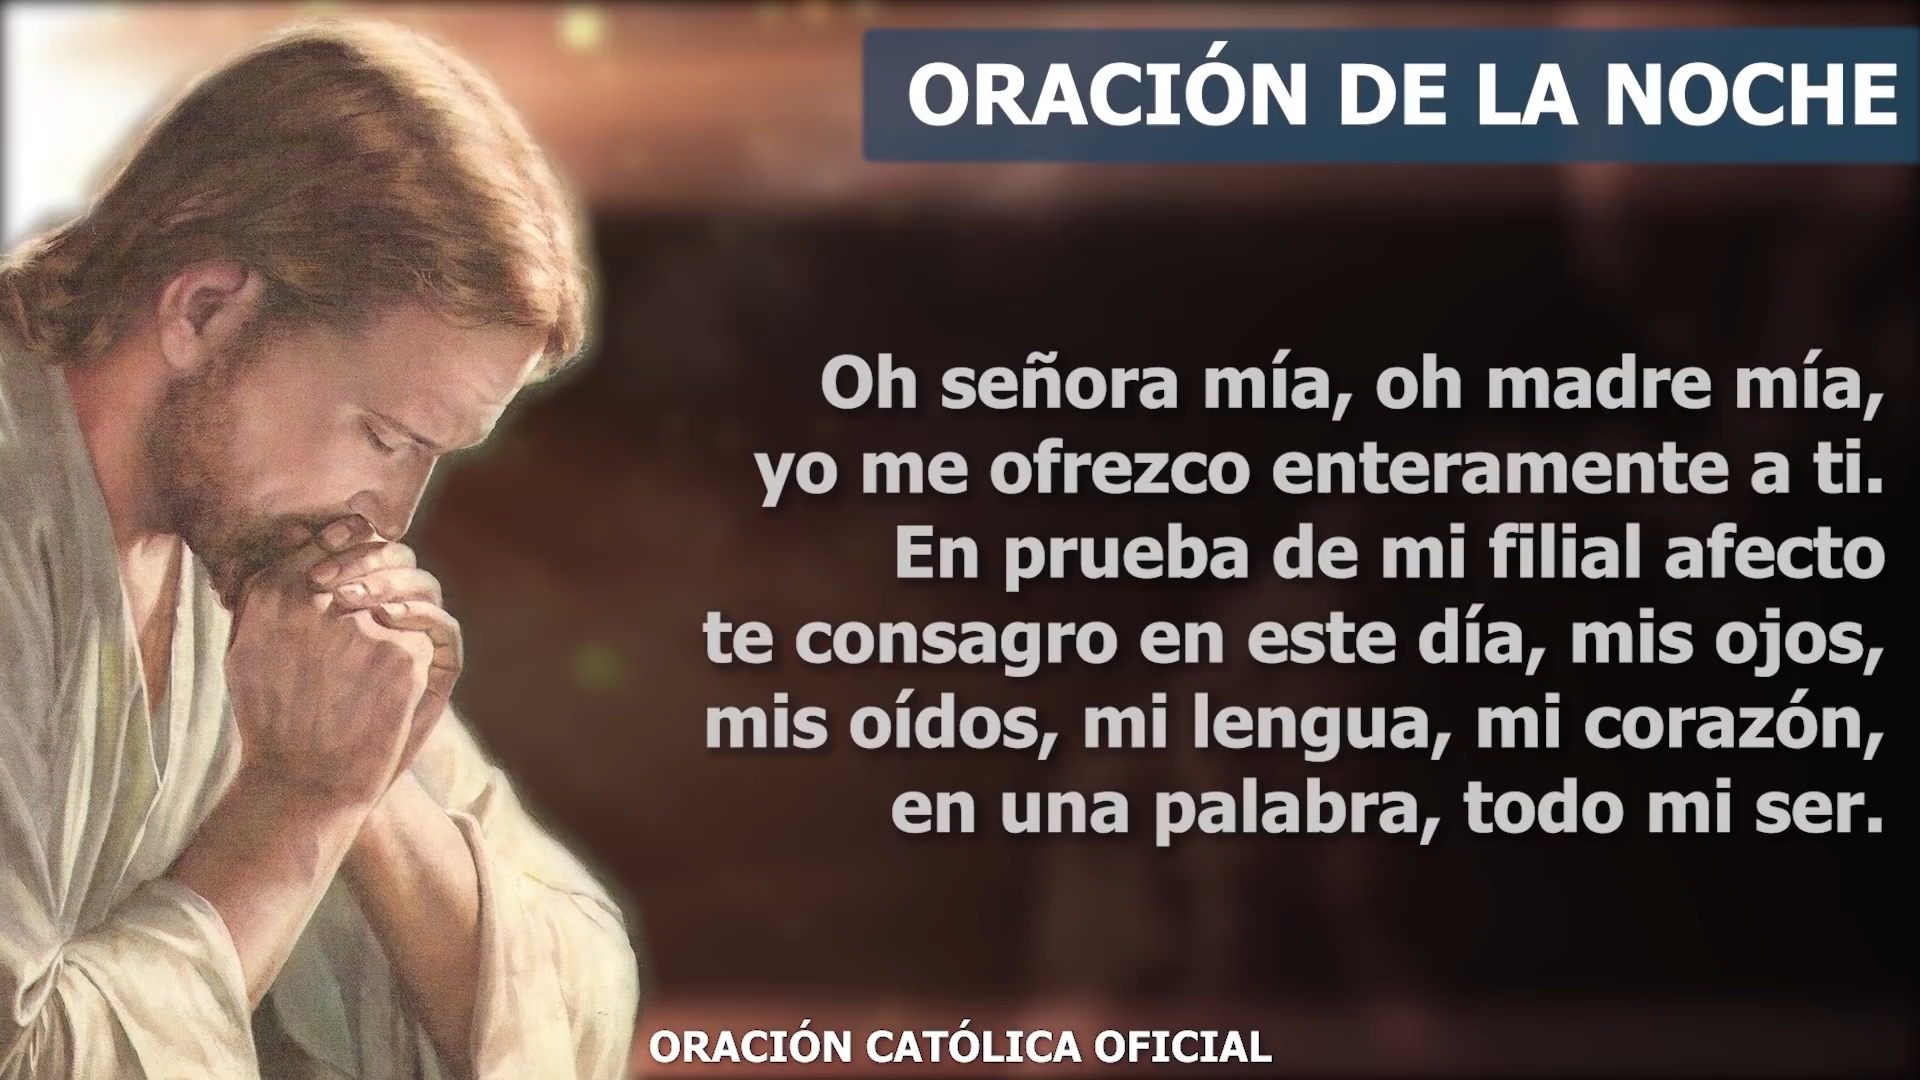 ORACIÓN DE LA NOCHE
Oh señora mía, oh madre mía,
yo me ofrezco enteramente a ti.
En prueba de mi filial afecto
te consagro en este día, mis ojos,
mis oídos, mi lengua, mi corazón,
en una palabra, todo mi ser.
ORACIÓN CATÓLICA OFICIAL